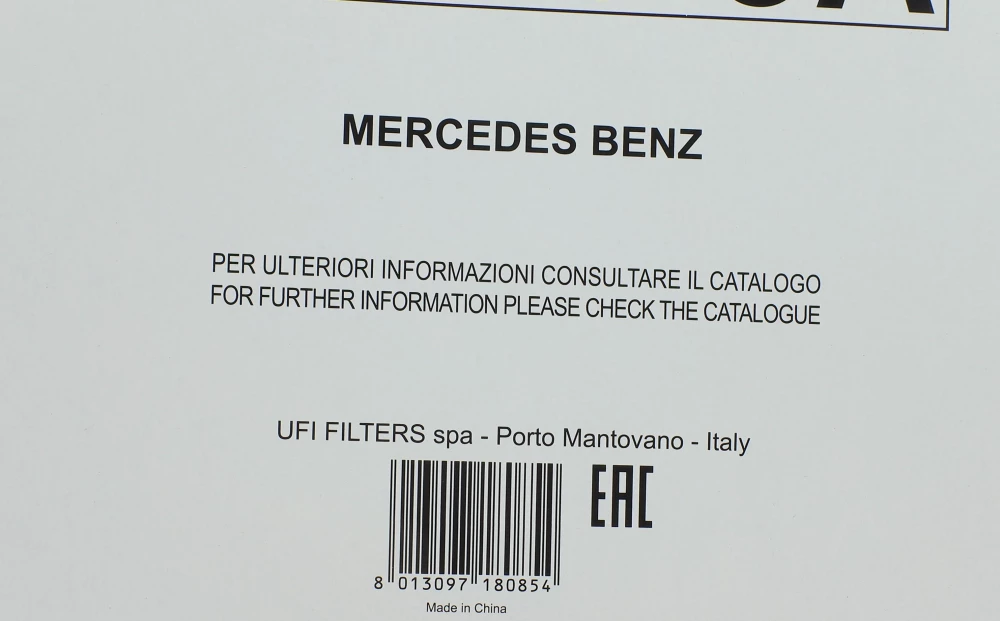 MERCEDES BENZ
PER ULTERIORI INFORMAZIONI CONSULTARE IL CATALOGO
FOR FURTHER INFORMATION PLEASE CHECK THE CATALOGUE
UFI FILTERS spa - Porto Mantovano - Italy
EAC
8 013097 180854
Made in China